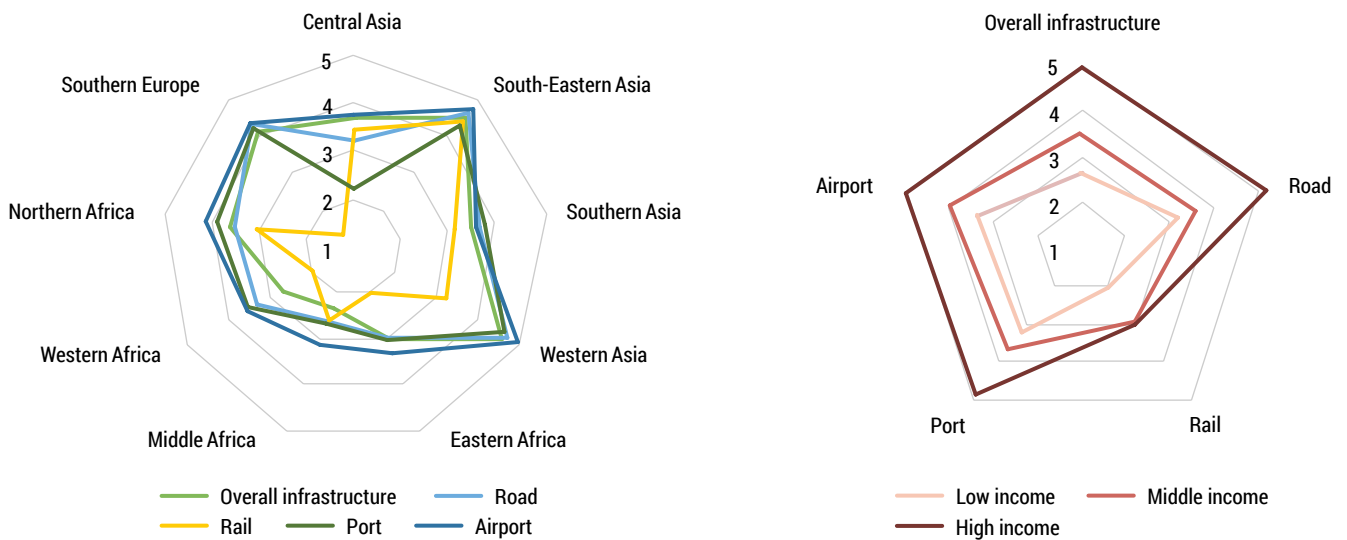 Central Asia
South-Eastern Asia
Southern Asia
Western Asia
Eastern Africa
Middle Africa
Western Africa
Northern Africa
Southern Europe
5
4
3
2
1
Overall infrastructure
Road
Rail
Port
Airport
Overall infrastructure
Road
Rail
Port
Airport
5
4
3
2
1
Low income
Middle income
High income